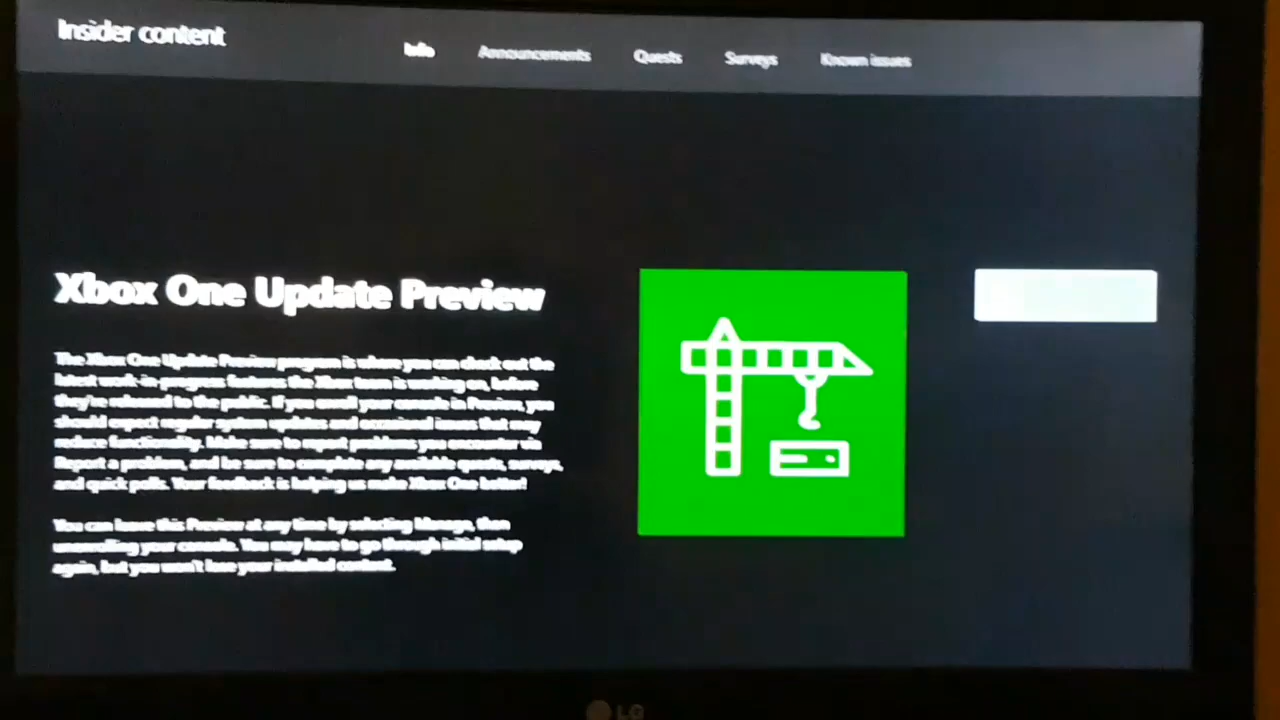 Insider content
Info
Announcements
Quests
Surveys
Known issues
Xbox One Update Preview
The Xbox One Update Preview program is where you can check out the
latest work-in-progress features the Xbox team is working on, before
they're released to the public. If you enroll your console in Preview, you
should expect regular system updates and occasional issues that may
reduce functionality. Make sure to report problems you encounter in
Report a problem, and be sure to complete any available quests, surveys,
and quick polls. Your feedback is helping us make Xbox One better!
You can leave this Preview at any time by selecting Manage, then
unenrolling your console. You may have to go through initial setup
again, but you won't lose your installed content.
LG